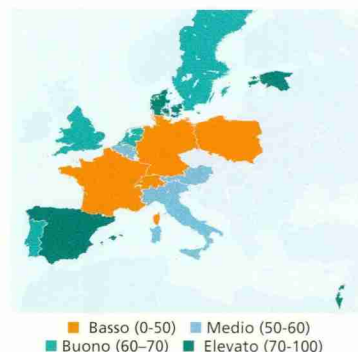 Basso (0-50) Medio (50-60)
Buono (60–70) Elevato (70-100)